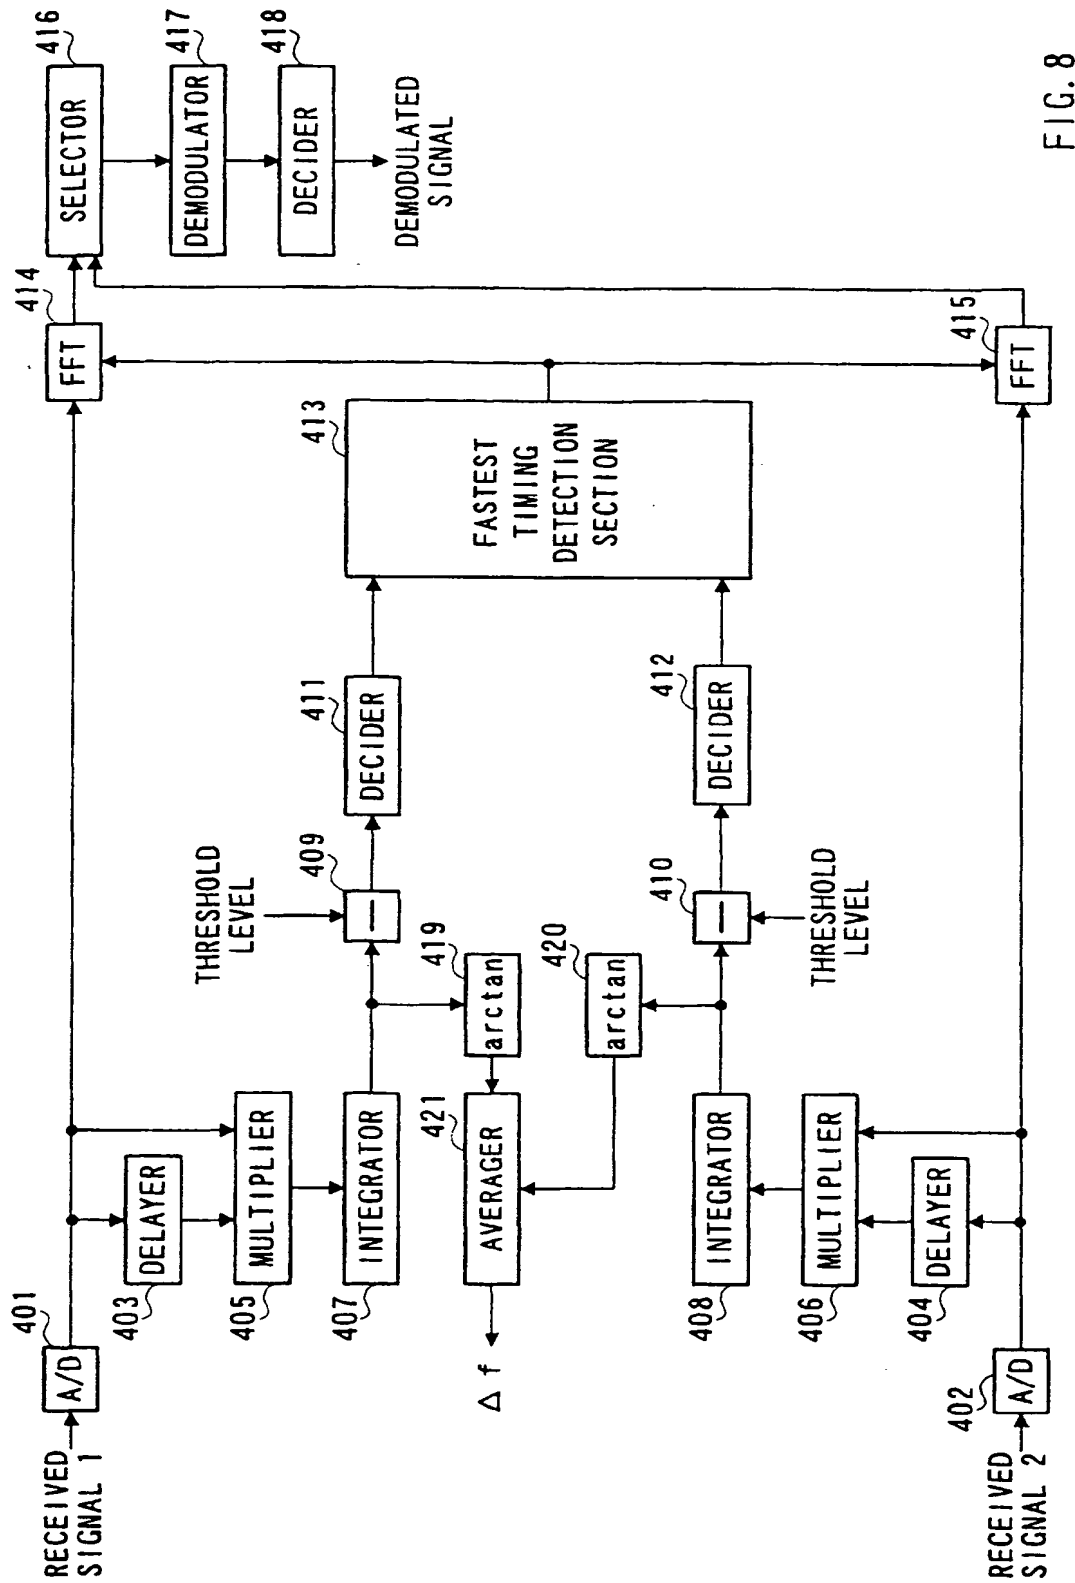 RECEIVED
SIGNAL 1
A/D
401
DELAYER
403
MULTIPLIER
405
INTEGRATOR
407
THRESHOLD
LEVEL
409
—
DECIDER
411
arctan
419
AVERAGER
421
Δf
arctan
420
FASTEST
TIMING
DETECTION
SECTION
413
FFT
414
SELECTOR
416
DEMODULATOR
417
DECIDER
418
DEMODULATED
SIGNAL
INTEGRATOR
408
MULTIPLIER
406
DELAYER
404
—
410
THRESHOLD
LEVEL
DECIDER
412
RECEIVED
SIGNAL 2
A/D
402
FFT
415
FIG. 8